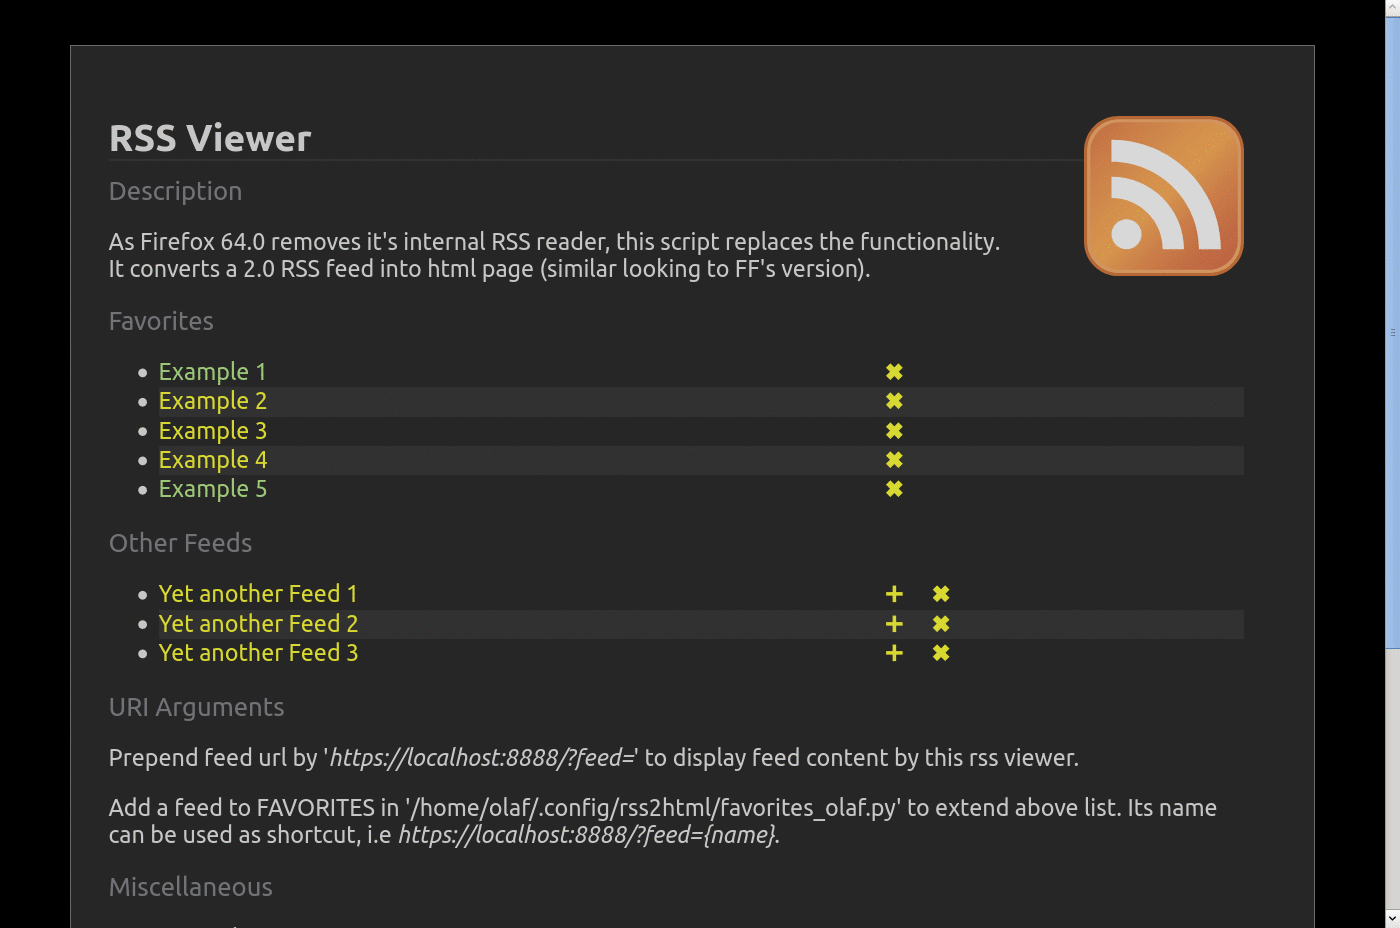 RSS Viewer
Description
As Firefox 64.0 removes it's internal RSS reader, this script replaces the functionality.
It converts a 2.0 RSS feed into html page (similar looking to FF's version).
Favorites
Example 1 ✖
Example 2 ✖
Example 3 ✖
Example 4 ✖
Example 5 ✖
Other Feeds
Yet another Feed 1 + ✖
Yet another Feed 2 + ✖
Yet another Feed 3 + ✖
URI Arguments
Prepend feed url by 'https://localhost:8888/?feed=' to display feed content by this rss viewer.
Add a feed to FAVORITES in '/home/olaf/.config/rss2html/favorites_olaf.py' to extend above list. Its name
can be used as shortcut, i.e https://localhost:8888/?feed={name}.
Miscellaneous